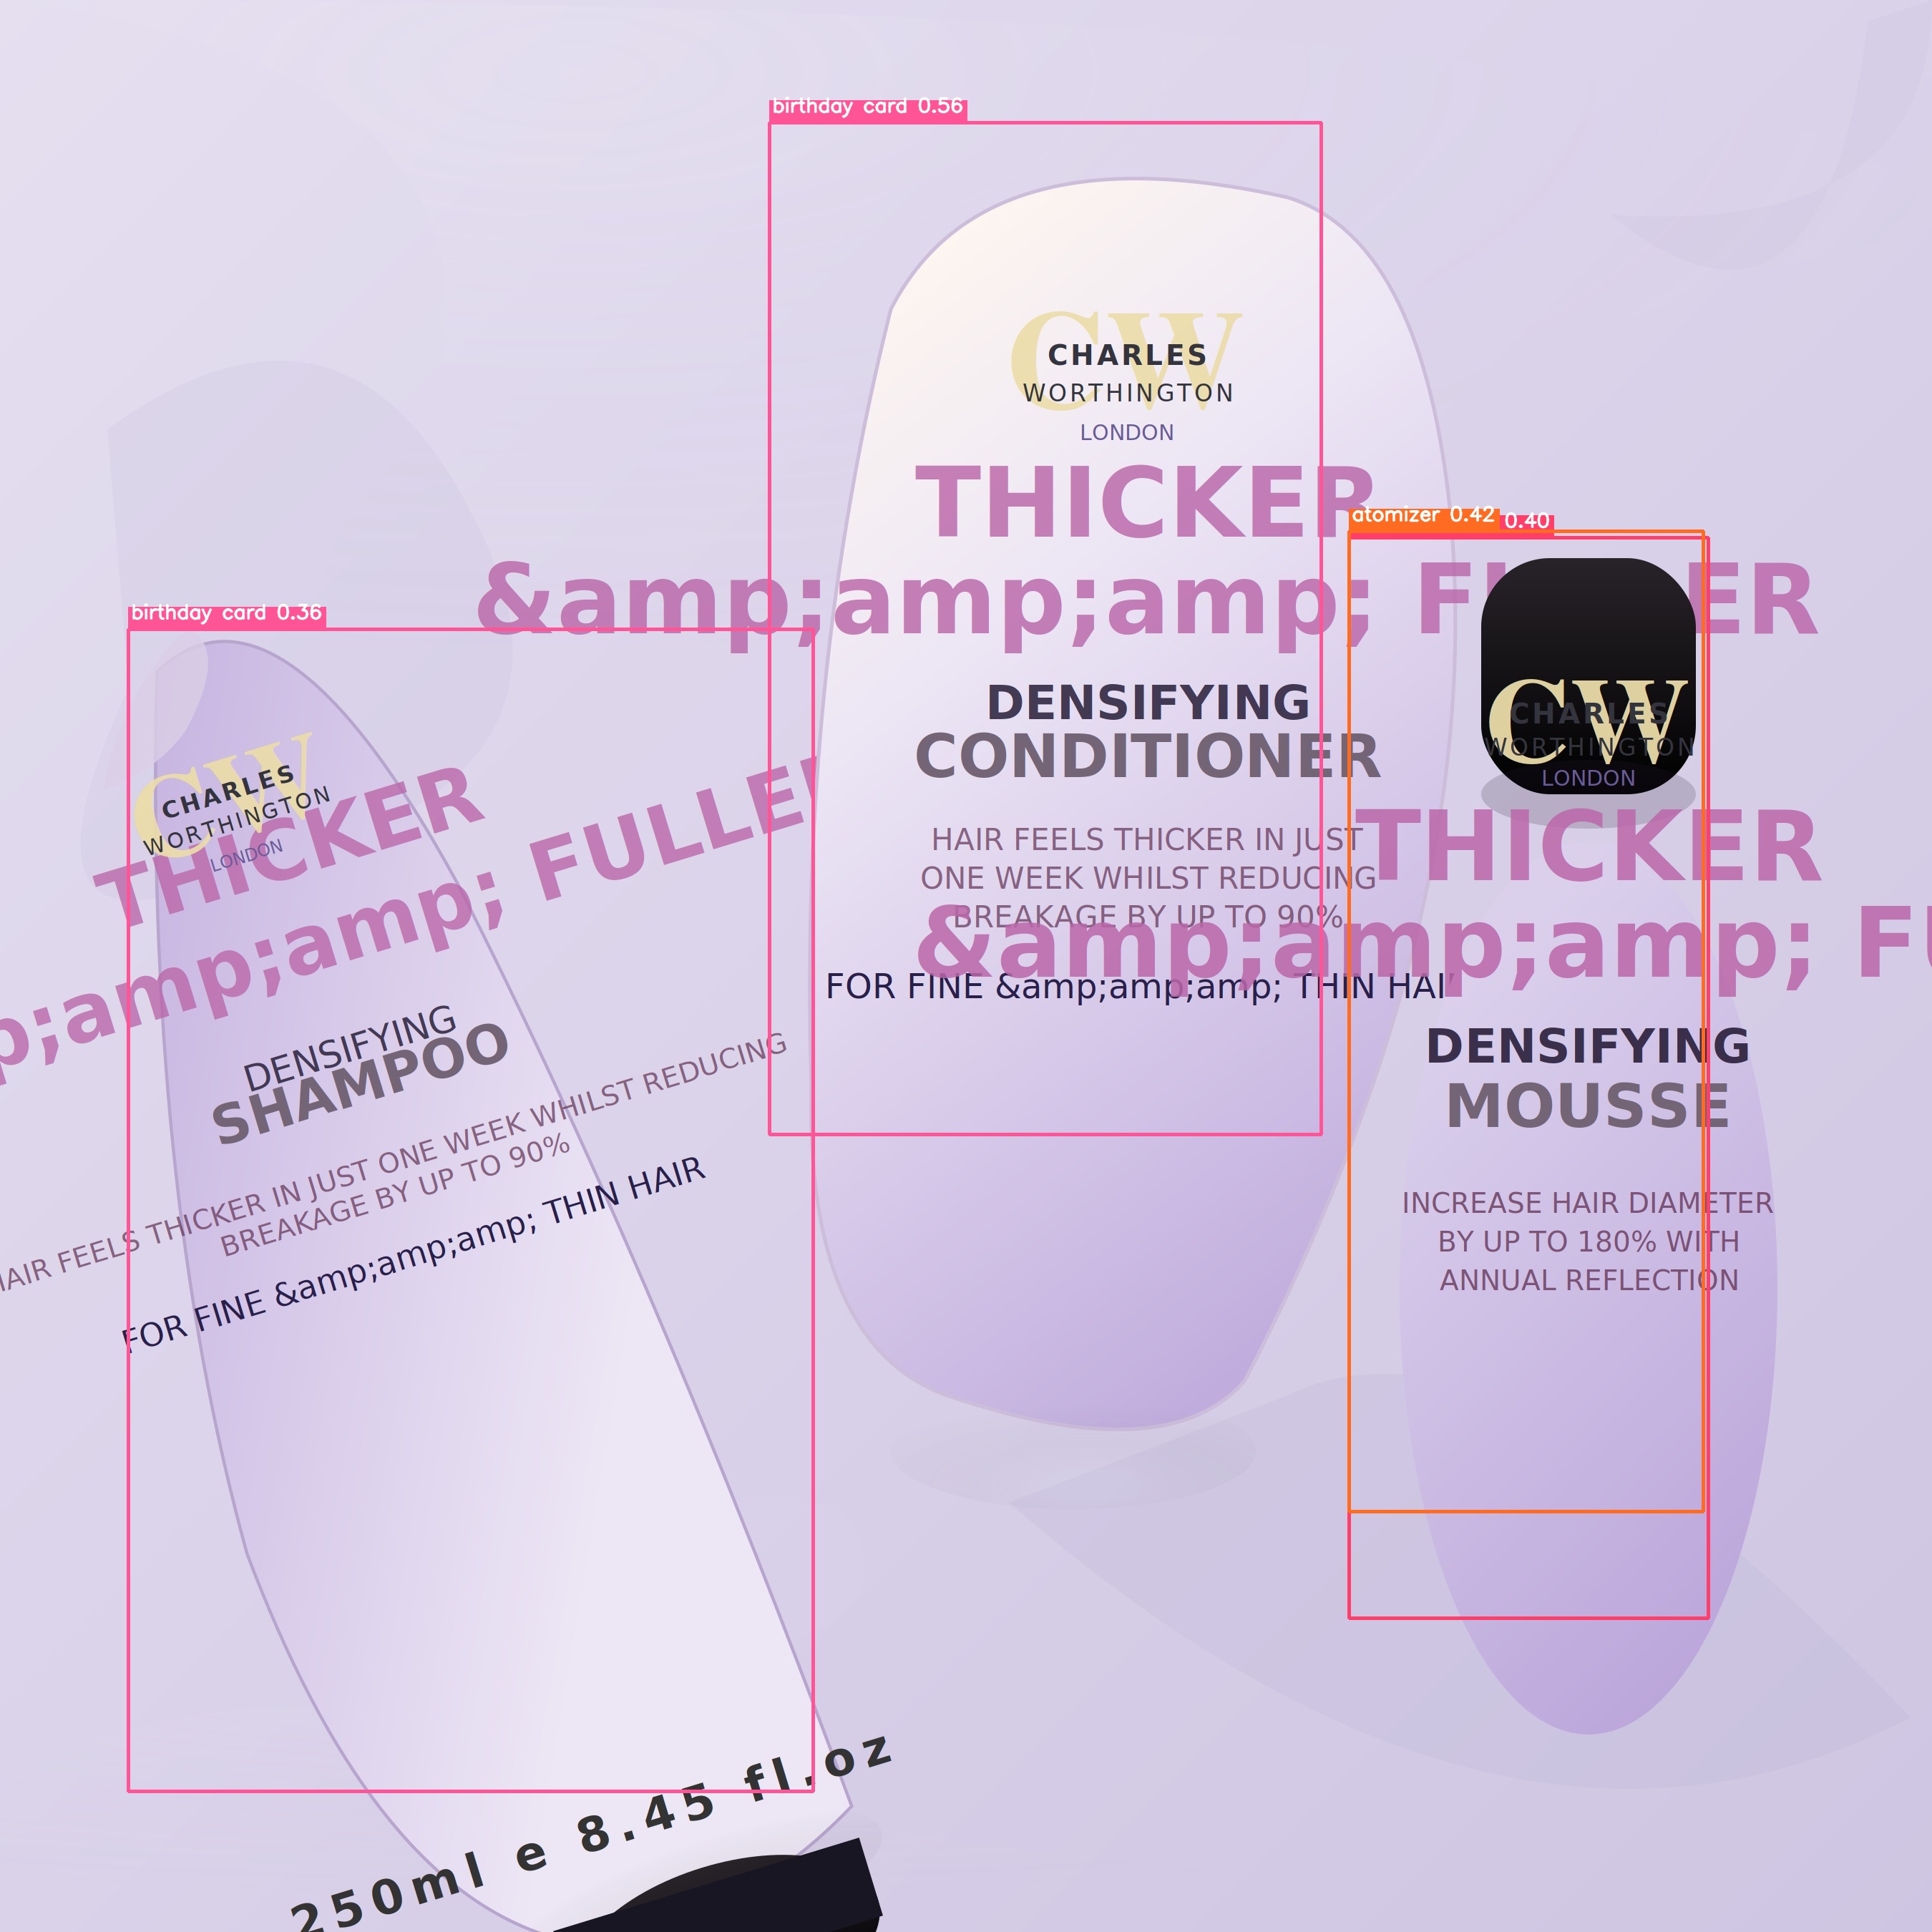 birthday card 0.56
CW
CHARLES
WORTHINGTON
LONDON
THICKER
&amp;amp;amp; FULLER
DENSIFYING
CONDITIONER
HAIR FEELS THICKER IN JUST
ONE WEEK WHILST REDUCING
BREAKAGE BY UP TO 90%
FOR FINE &amp;amp;amp; THIN HAI
birthday card 0.36
CW
CHARLES
WORTHINGTON
LONDON
THICKER
p;amp;amp; FULLE
DENSIFYING
SHAMPOO
HAIR FEELS THICKER IN JUST ONE WEEK WHILST REDUCING
BREAKAGE BY UP TO 90%
FOR FINE &amp;amp;amp; THIN HAIR
250ml e 8.45 fl.oz
atomizer 0.42 0.40
CW
CHARLES
WORTHINGTON
LONDON
THICKER
&amp;amp;amp; FU
DENSIFYING
MOUSSE
INCREASE HAIR DIAMETER
BY UP TO 180% WITH
ANNUAL REFLECTION